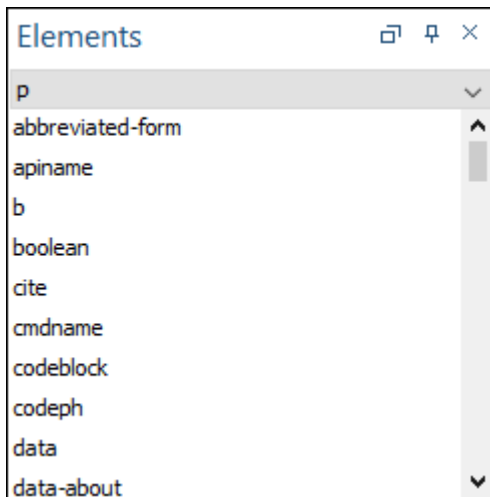 Elements
p
abbreviated-form
apiname
b
boolean
cite
cmdname
codeblock
codeph
data
data-about